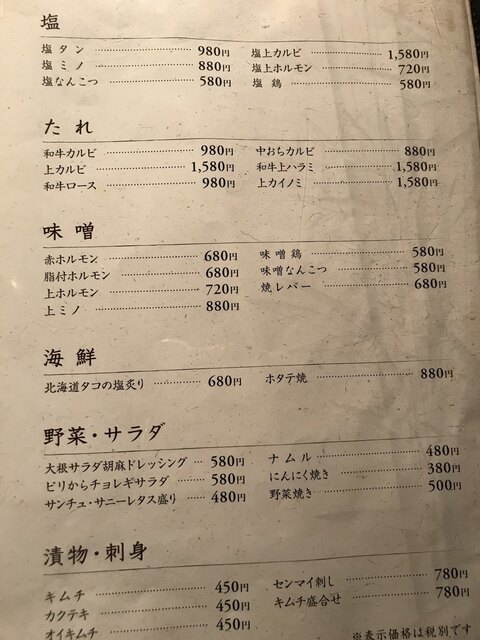 塩
塩タン 980円 塩上カルビ 1,580円
塩ミノ 880円 塩上ホルモン 720円
塩なんこつ 580円 塩鶏 580円
たれ
和牛カルビ 980円 中おちカルビ 880円
上カルビ 1,580円 和牛上ハラミ 1,580円
和牛ロース 980円 上カイノミ 1,580円
味噌
赤ホルモン 680円 味噌鶏 580円
脂付ホルモン 680円 味噌なんこつ 580円
上ホルモン 720円 焼レバー 680円
上ミノ 880円
海鮮
北海道タコの塩炙り 680円 ホタテ焼 880円
野菜・サラダ
大根サラダ胡麻ドレッシング 580円 ナムル 480円
ピリからチョレギサラダ 580円 にんにく焼き 380円
サンチュ・サニーレタス盛り 480円 野菜焼き 500円
漬物・刺身
キムチ 450円 センマイ刺し 780円
カクテキ 450円 キムチ盛合せ 780円
オイキムチ 450円
※表示価格は税別です